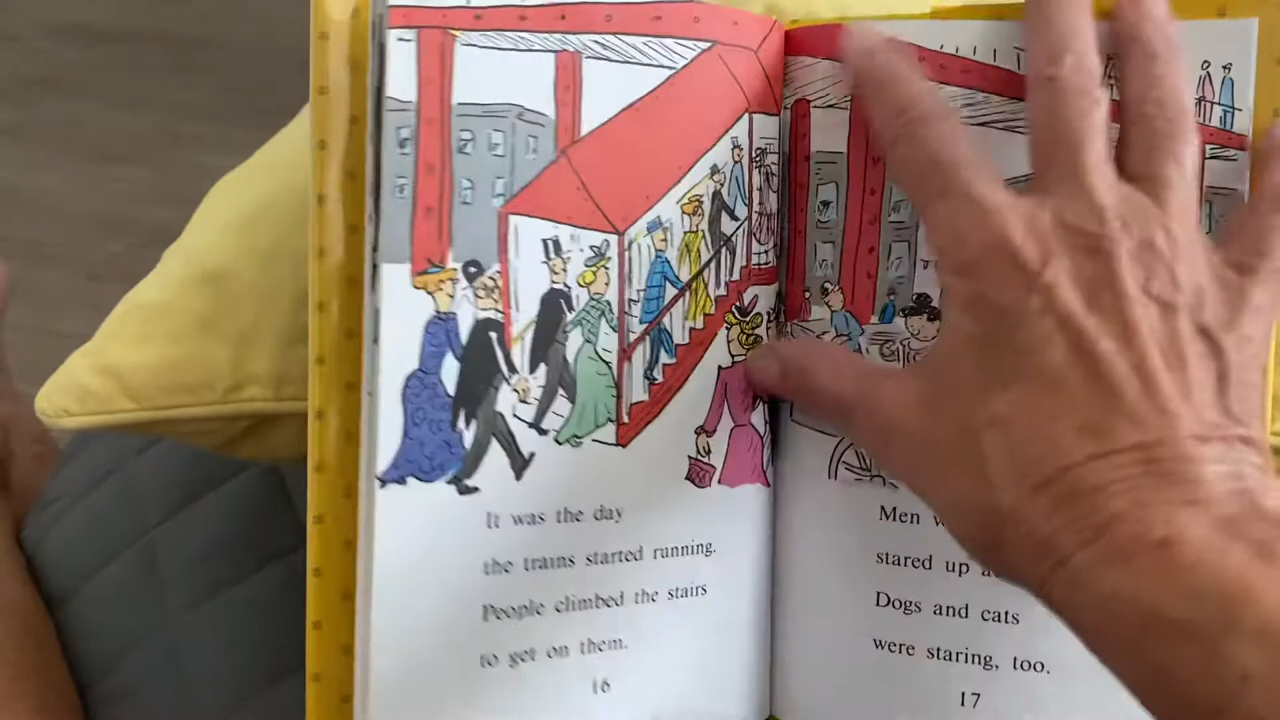 It was the day
the trains started running.
People climbed the stairs
to get on them.
16
Men
stared up
Dogs and cats
were staring, too.
17